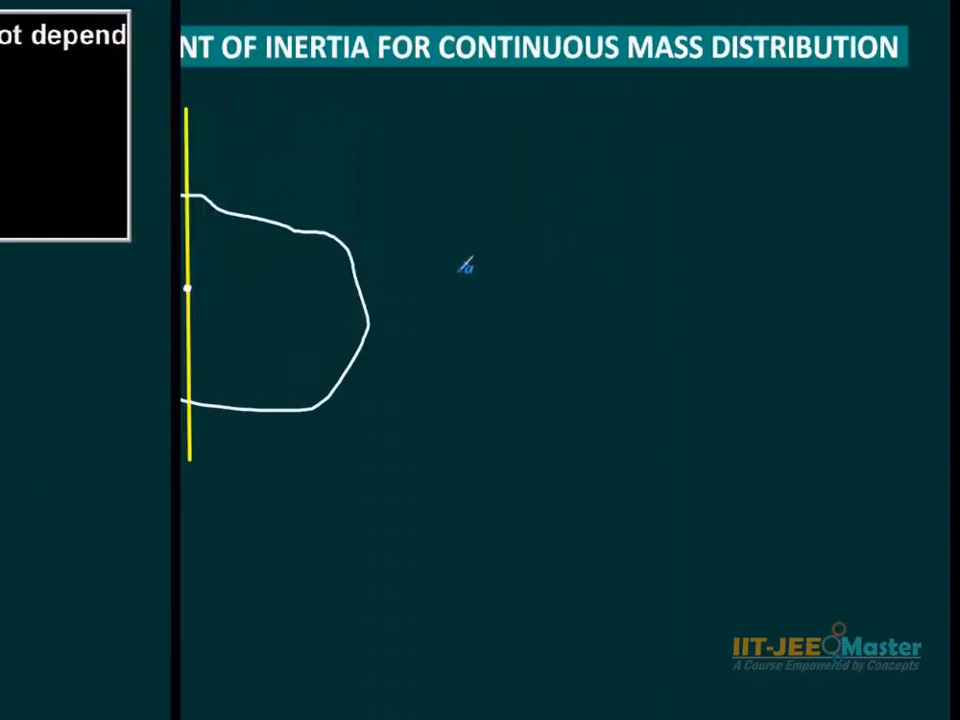 ot depend
NT OF INERTIA FOR CONTINUOUS MASS DISTRIBUTION
IIT-JEE Master
A Course Empowered by Concepts